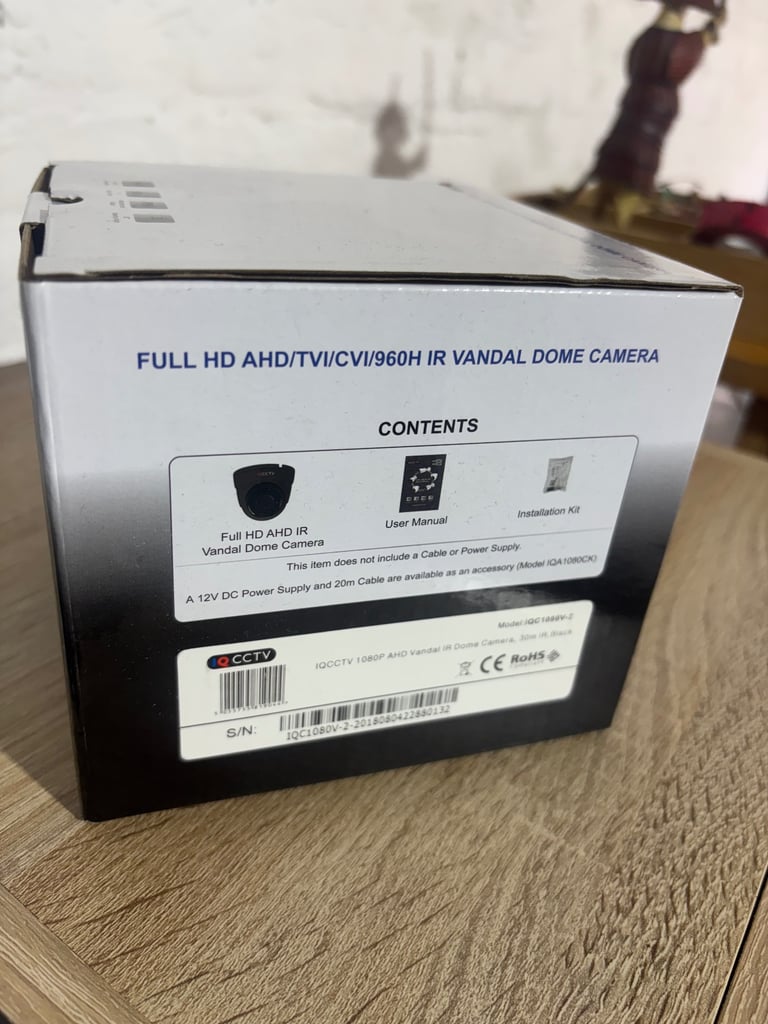 FULL HD AHD/TVI/CVI/960H IR VANDAL DOME CAMERA
CONTENTS
Full HD AHD IR
Vandal Dome Camera
User Manual
Installation Kit
This item does not include a Cable or Power Supply.
A 12V DC Power Supply and 20m Cable are available as an accessory (Model IQA1080CK)
Model:IQC1080V-2
IQCCTV
IQCCTV 1080P AHD Vandal IR Dome Camera, 30m IR, Black
CE RoHS
S/N:
IQC1080V-2-2018080422880132